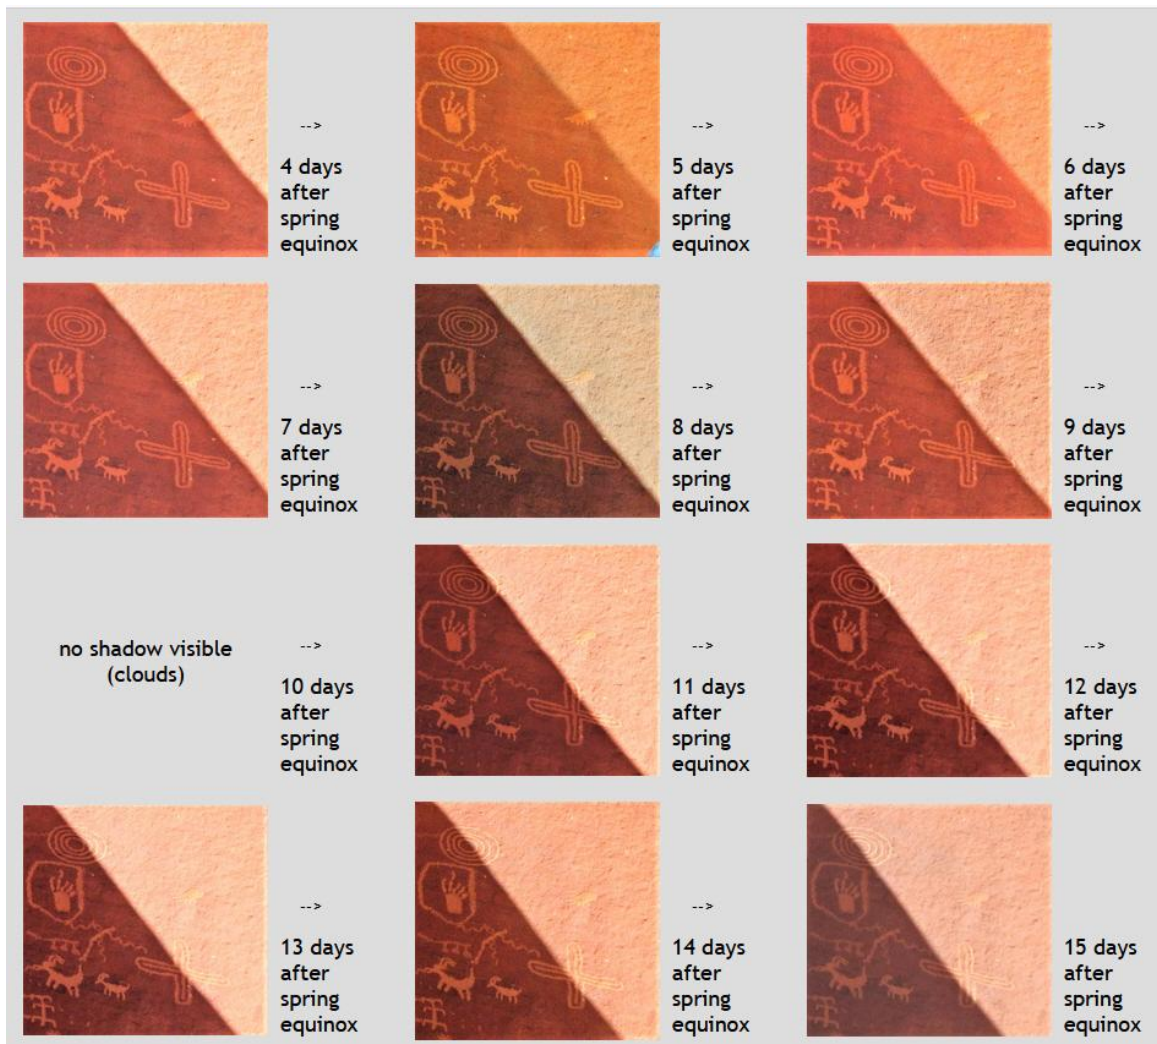 -->
4 days
after
spring
equinox
-->
5 days
after
spring
equinox
-->
6 days
after
spring
equinox
-->
7 days
after
spring
equinox
-->
8 days
after
spring
equinox
-->
9 days
after
spring
equinox
no shadow visible
(clouds)
-->
10 days
after
spring
equinox
-->
11 days
after
spring
equinox
-->
12 days
after
spring
equinox
-->
13 days
after
spring
equinox
-->
14 days
after
spring
equinox
-->
15 days
after
spring
equinox